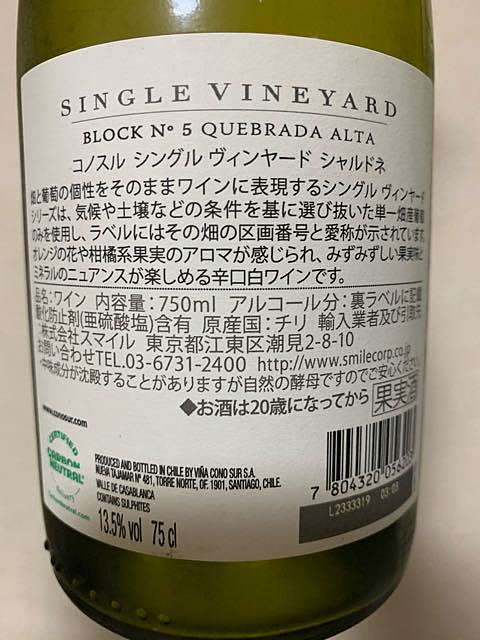 SINGLE VINEYARD
BLOCK Nº 5 QUEBRADA ALTA
コノスル シングル ヴィンヤード シャルドネ
畑と葡萄の個性をそのままワインに表現するシングル ヴィンヤード
シリーズは、気候や土壌などの条件を基に選び抜いた単一畑産葡萄
のみを使用し、ラベルにはその畑の区画番号と愛称が示されています。
オレンジの花や柑橘系果実のアロマが感じられ、みずみずしい果実味と
ミネラルのニュアンスが楽しめる辛口白ワインです。
品名:ワイン 内容量:750ml アルコール分:裏ラベルに記載
酸化防止剤(亜硫酸塩)含有 原産国:チリ 輸入業者及び引取先
:株式会社スマイル 東京都江東区潮見2-8-10
お問い合わせTEL.03-6731-2400 http://www.smilecorp.co.jp
・中味成分が沈殿することがありますが自然の酵母ですのでご安心ください。
◆お酒は20歳になってから 果実酒
www.conosur.com
CERTIFIED
CARBON
NEUTRAL
PRODUCED AND BOTTLED IN CHILE BY VIÑA CONO SUR S.A.
NUEVA TAJAMAR Nº 481, TORRE NORTE, OF. 1901, SANTIAGO, CHILE.
VALLE DE CASABLANCA
CONTAINS SULPHITES
13.5% vol 75 cl
7 804320
L2333319 03:03